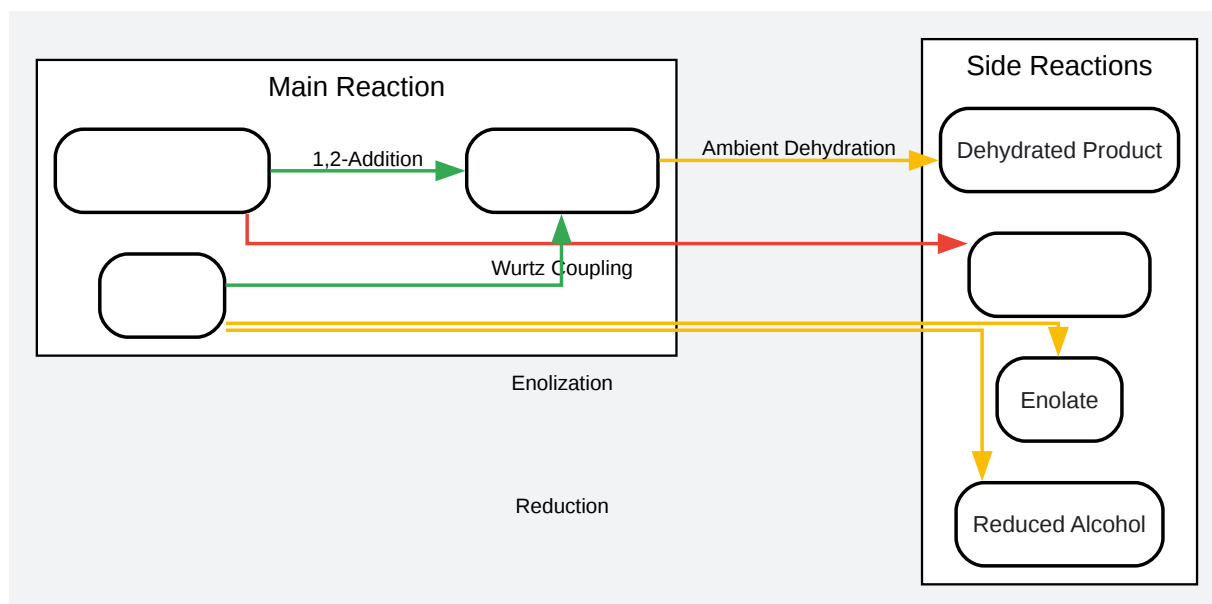 Main Reaction
Side Reactions
1,2-Addition
Ambient Dehydration
Dehydrated Product
Wurtz Coupling
Enolization
Enolate
Reduction
Reduced Alcohol